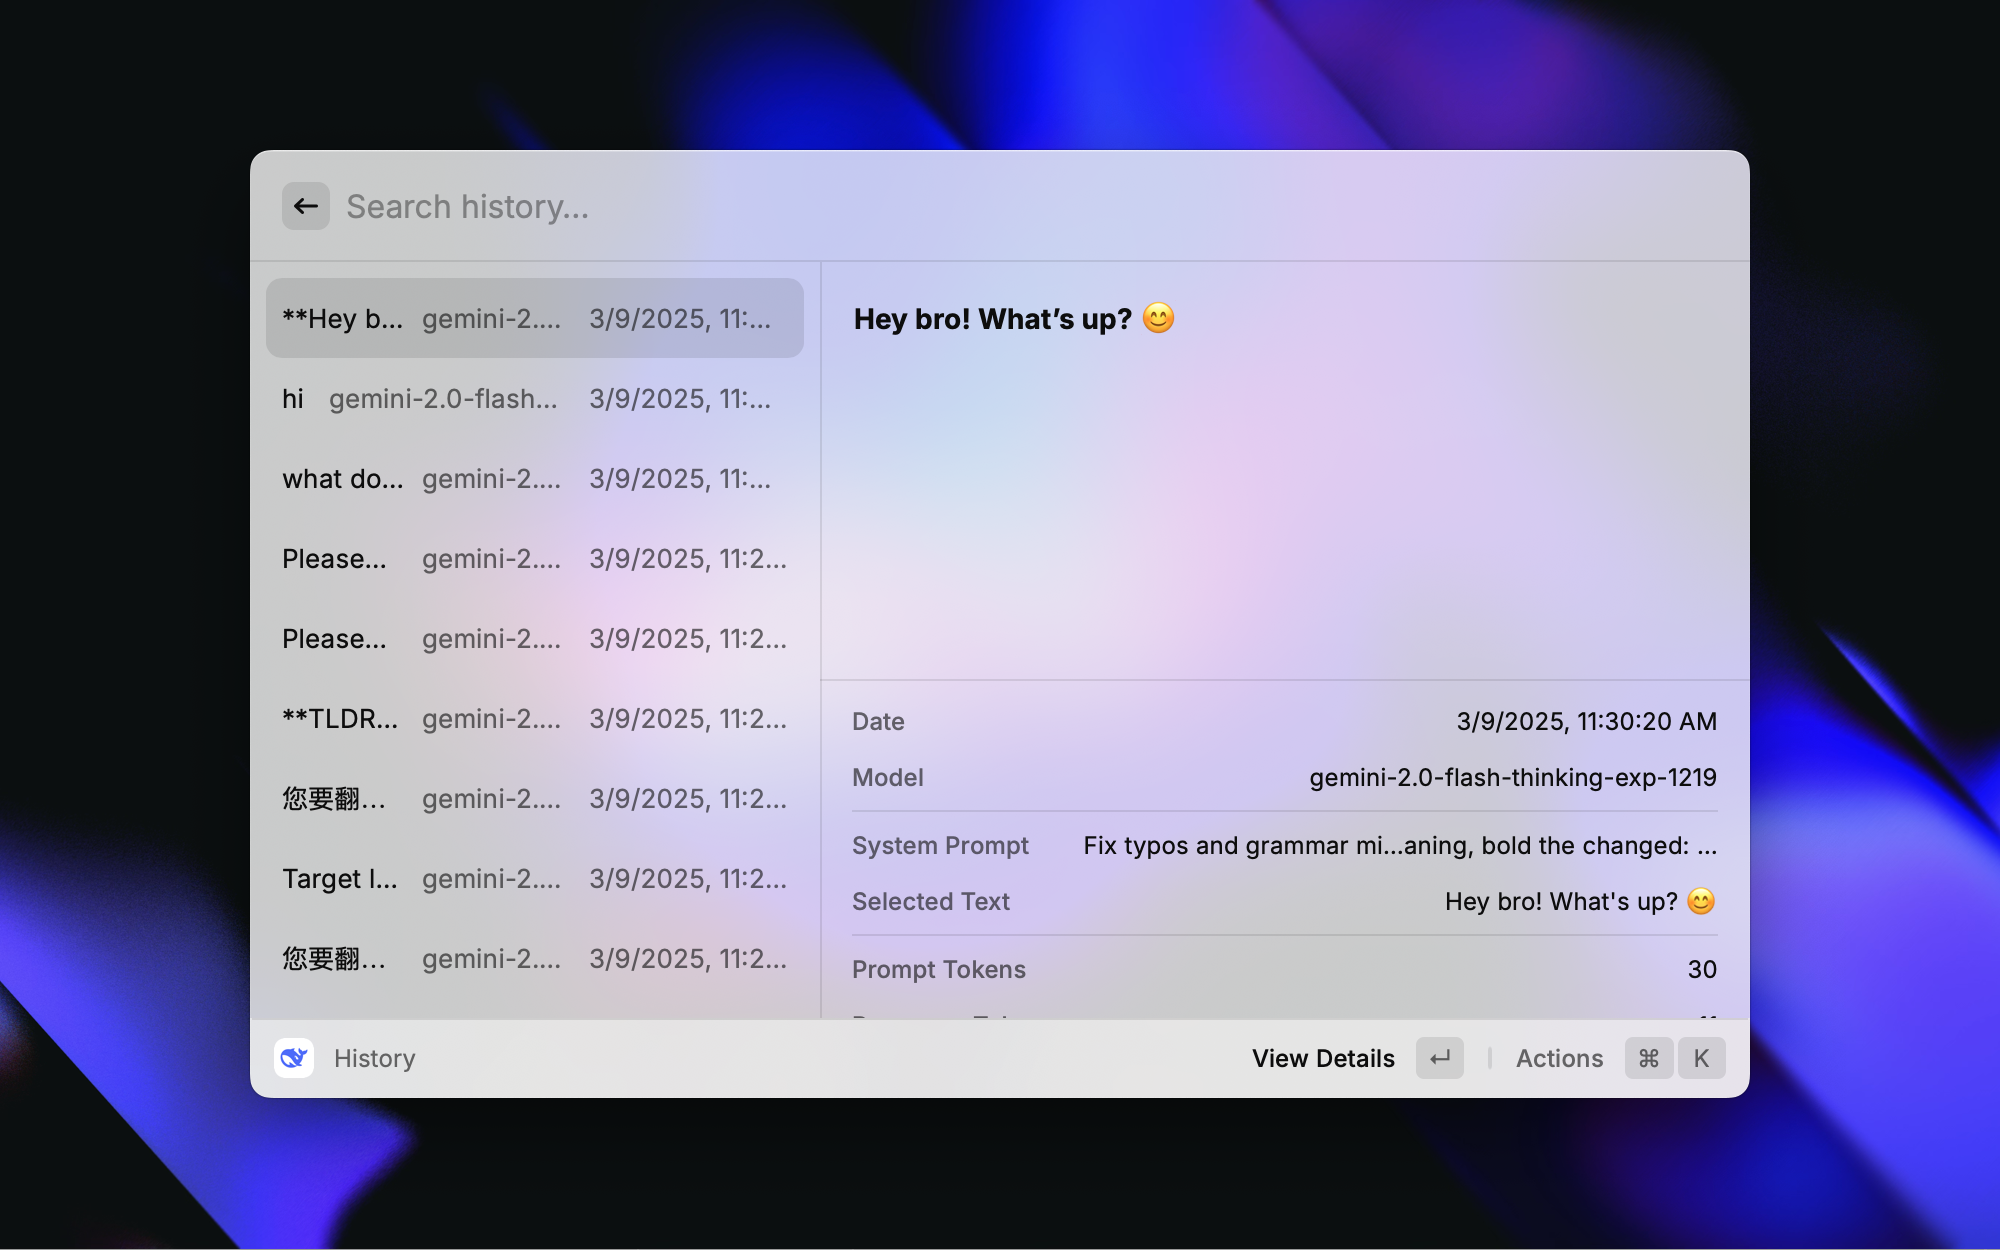 Search history...
**Hey b... gemini-2.... 3/9/2025, 11:...
hi gemini-2.0-flash... 3/9/2025, 11:...
what do... gemini-2.... 3/9/2025, 11:...
Please... gemini-2.... 3/9/2025, 11:2...
Please... gemini-2.... 3/9/2025, 11:2...
**TLDR... gemini-2.... 3/9/2025, 11:2...
您要翻... gemini-2.... 3/9/2025, 11:2...
Target l... gemini-2.... 3/9/2025, 11:2...
您要翻... gemini-2.... 3/9/2025, 11:2...
Hey bro! What’s up? 😊
Date 3/9/2025, 11:30:20 AM
Model gemini-2.0-flash-thinking-exp-1219
System Prompt Fix typos and grammar mi...aning, bold the changed: ...
Selected Text Hey bro! What's up? 😊
Prompt Tokens 30
History View Details ↵ Actions ⌘ K